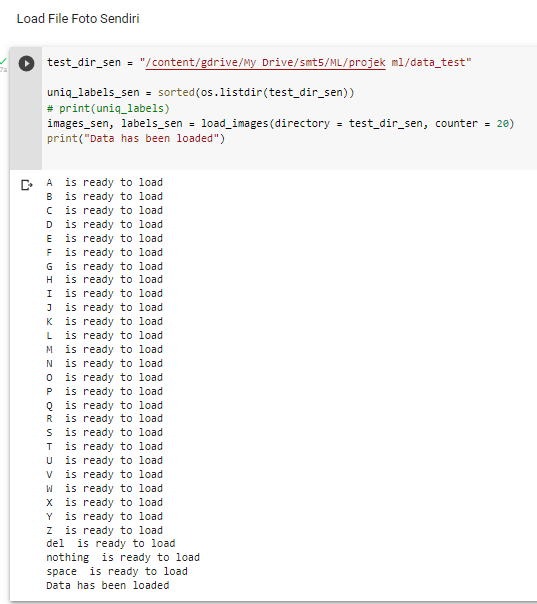 Load File Foto Sendiri
test_dir_sen = "/content/gdrive/My Drive/smt5/ML/projek ml/data_test"
uniq_labels_sen = sorted(os.listdir(test_dir_sen))
# print(uniq_labels)
images_sen, labels_sen = load_images(directory = test_dir_sen, counter = 20)
print("Data has been loaded")
A  is ready to load
B  is ready to load
C  is ready to load
D  is ready to load
E  is ready to load
F  is ready to load
G  is ready to load
H  is ready to load
I  is ready to load
J  is ready to load
K  is ready to load
L  is ready to load
M  is ready to load
N  is ready to load
O  is ready to load
P  is ready to load
Q  is ready to load
R  is ready to load
S  is ready to load
T  is ready to load
U  is ready to load
V  is ready to load
W  is ready to load
X  is ready to load
Y  is ready to load
Z  is ready to load
del  is ready to load
nothing  is ready to load
space  is ready to load
Data has been loaded